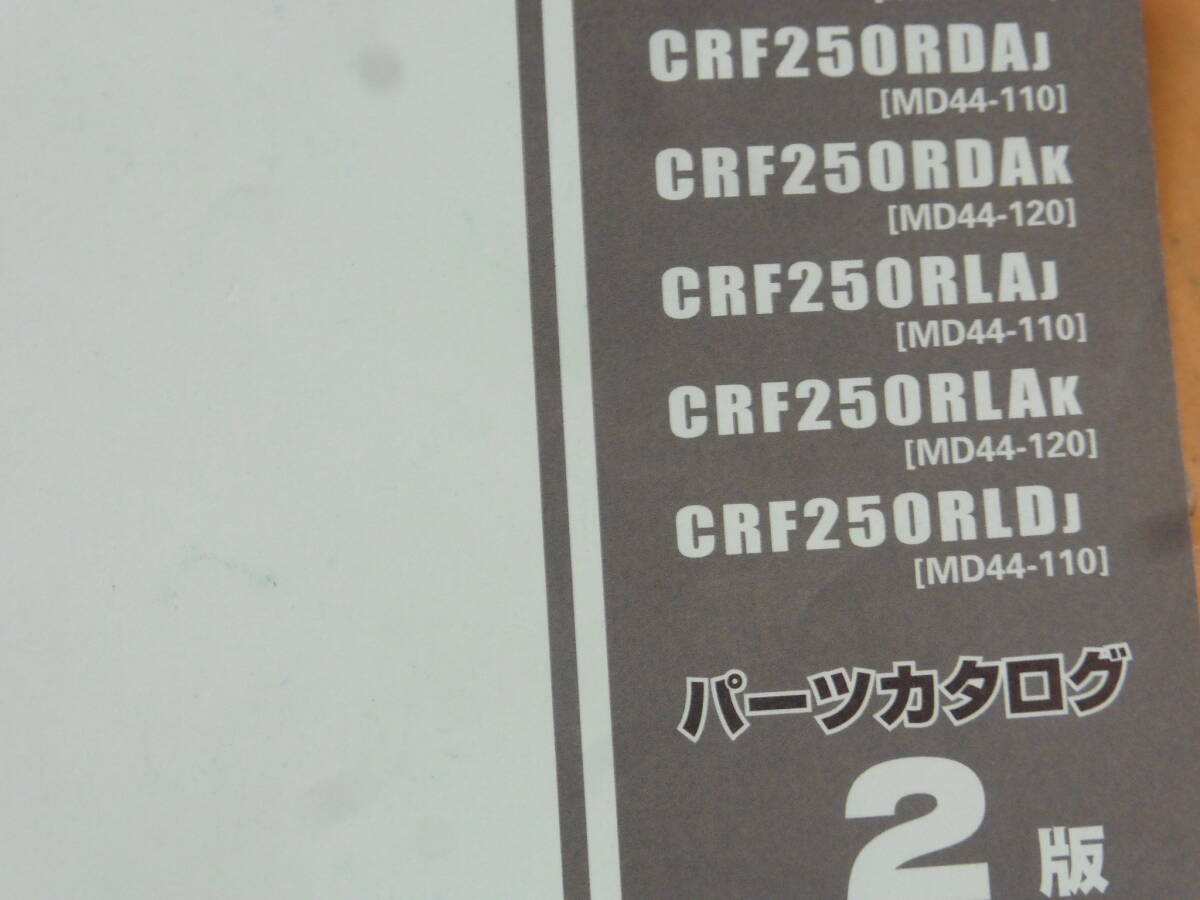 CRF250RDAJ
[MD44-110]
CRF250RDAK
[MD44-120]
CRF250RLAJ
[MD44-110]
CRF250RLAK
[MD44-120]
CRF250RLDJ
[MD44-110]
パーツカタログ
2版